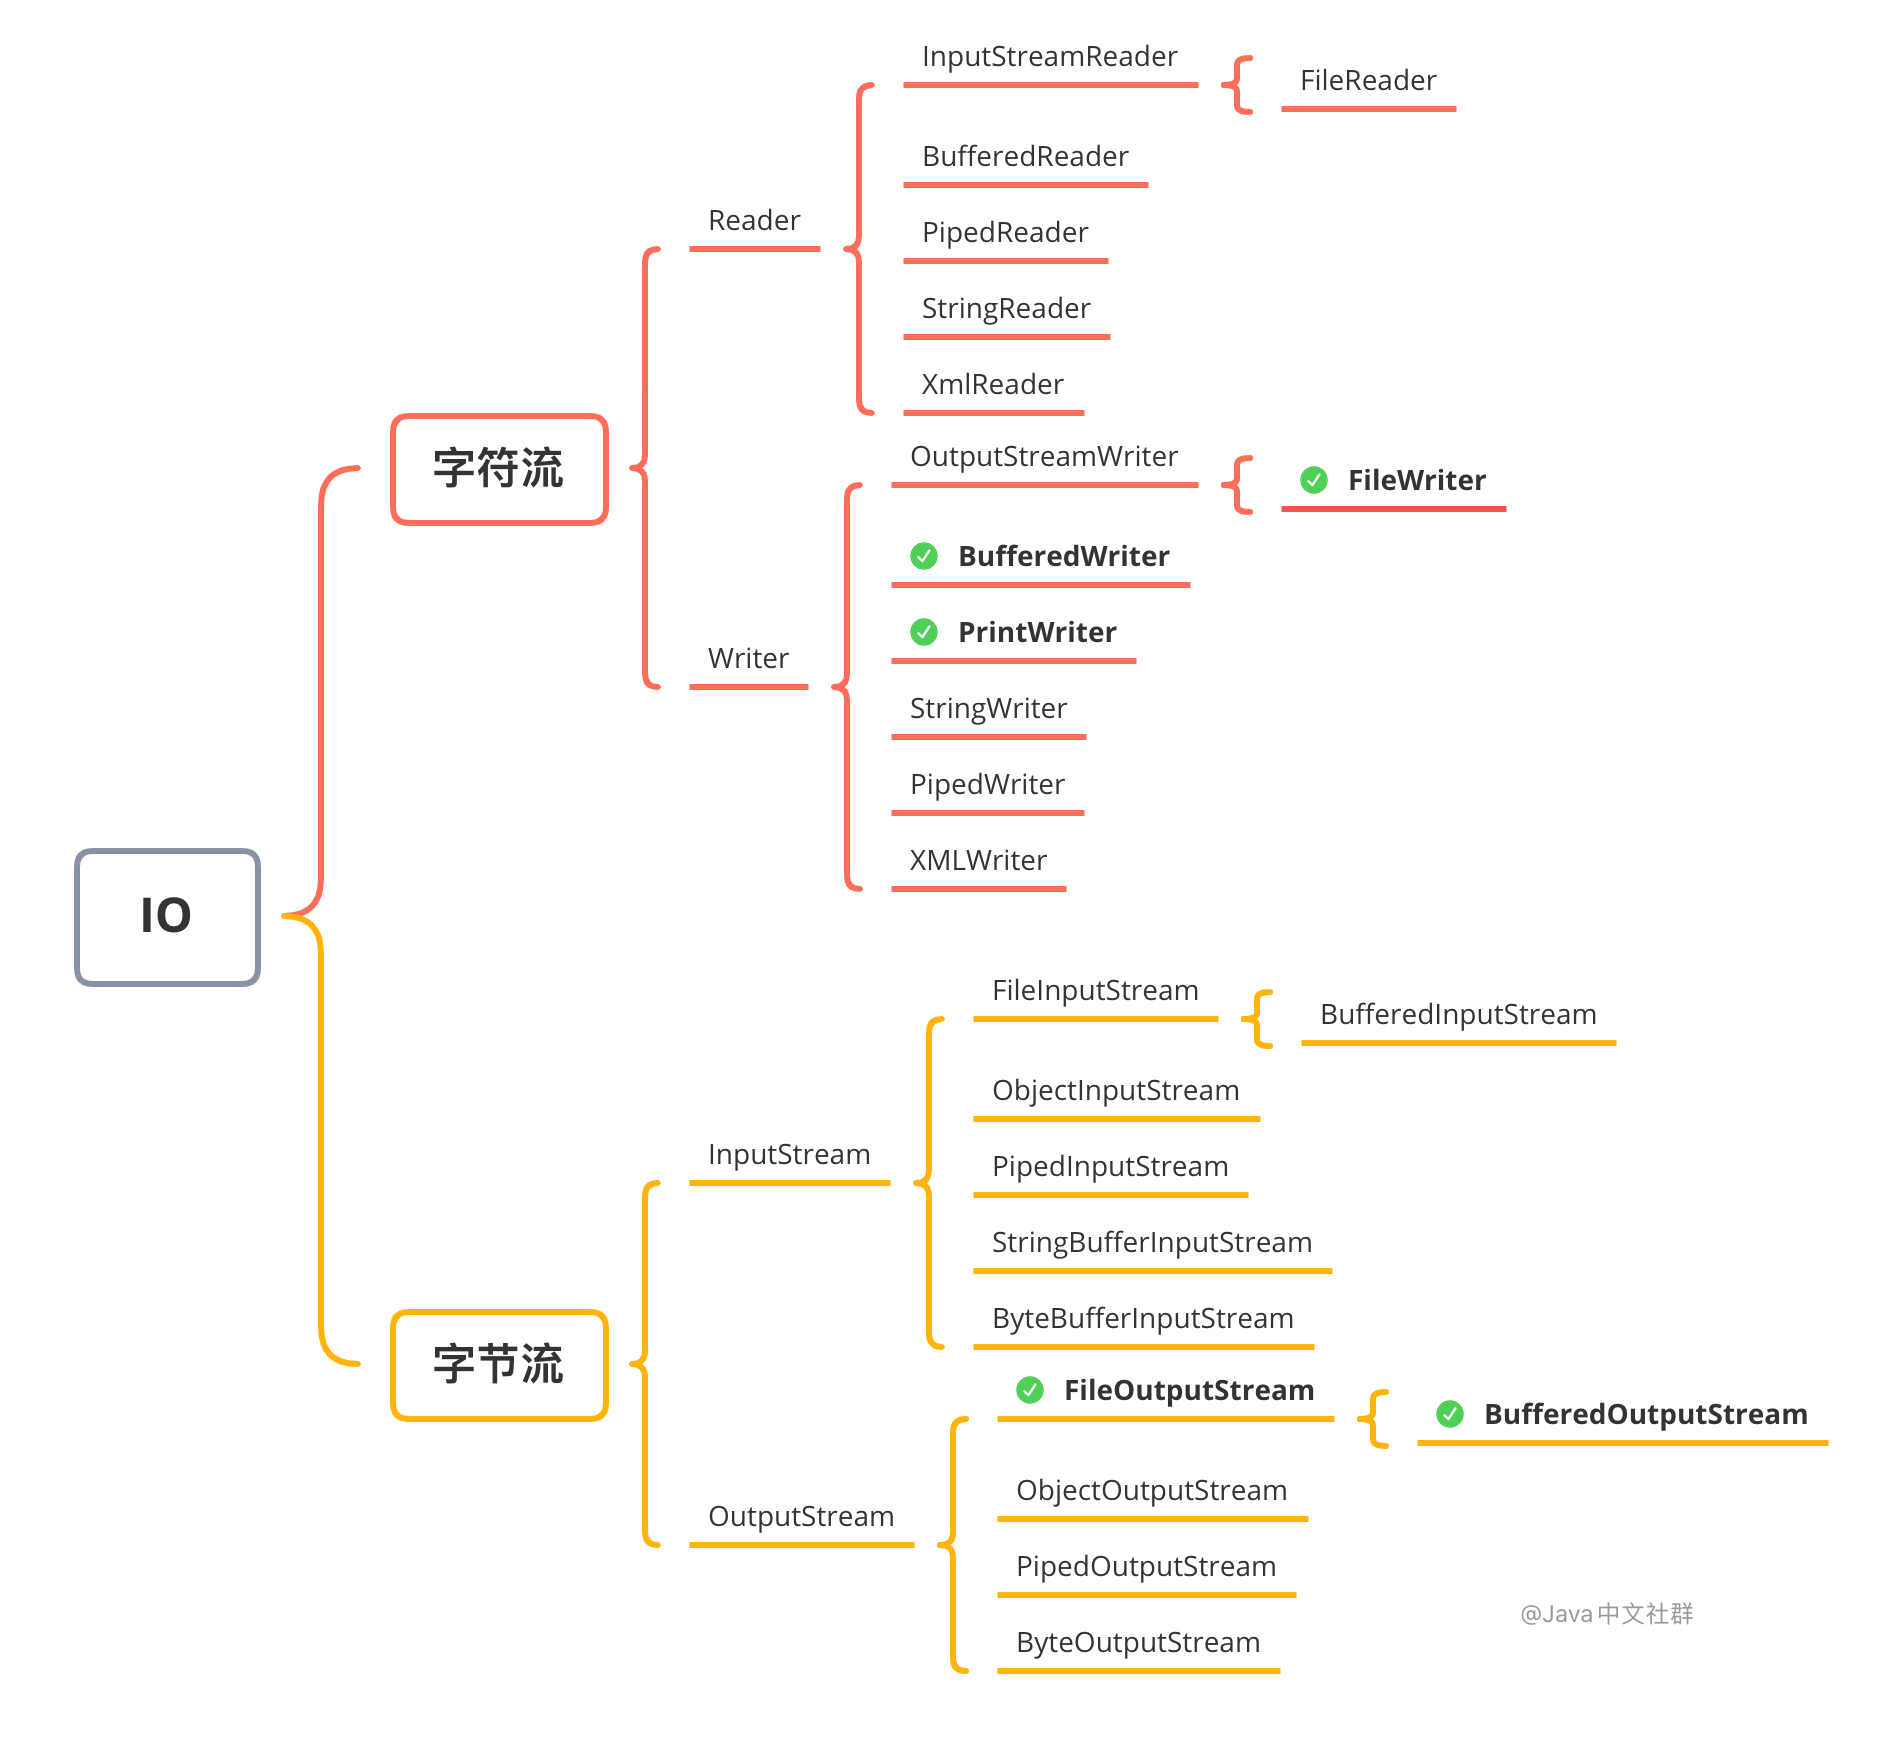 IO
字符流
Reader
InputStreamReader
FileReader
BufferedReader
PipedReader
StringReader
XmlReader
Writer
OutputStreamWriter
FileWriter
BufferedWriter
PrintWriter
StringWriter
PipedWriter
XMLWriter
字节流
InputStream
FileInputStream
BufferedInputStream
ObjectInputStream
PipedInputStream
StringBufferInputStream
ByteBufferInputStream
OutputStream
FileOutputStream
BufferedOutputStream
ObjectOutputStream
PipedOutputStream
ByteOutputStream
@Java中文社群